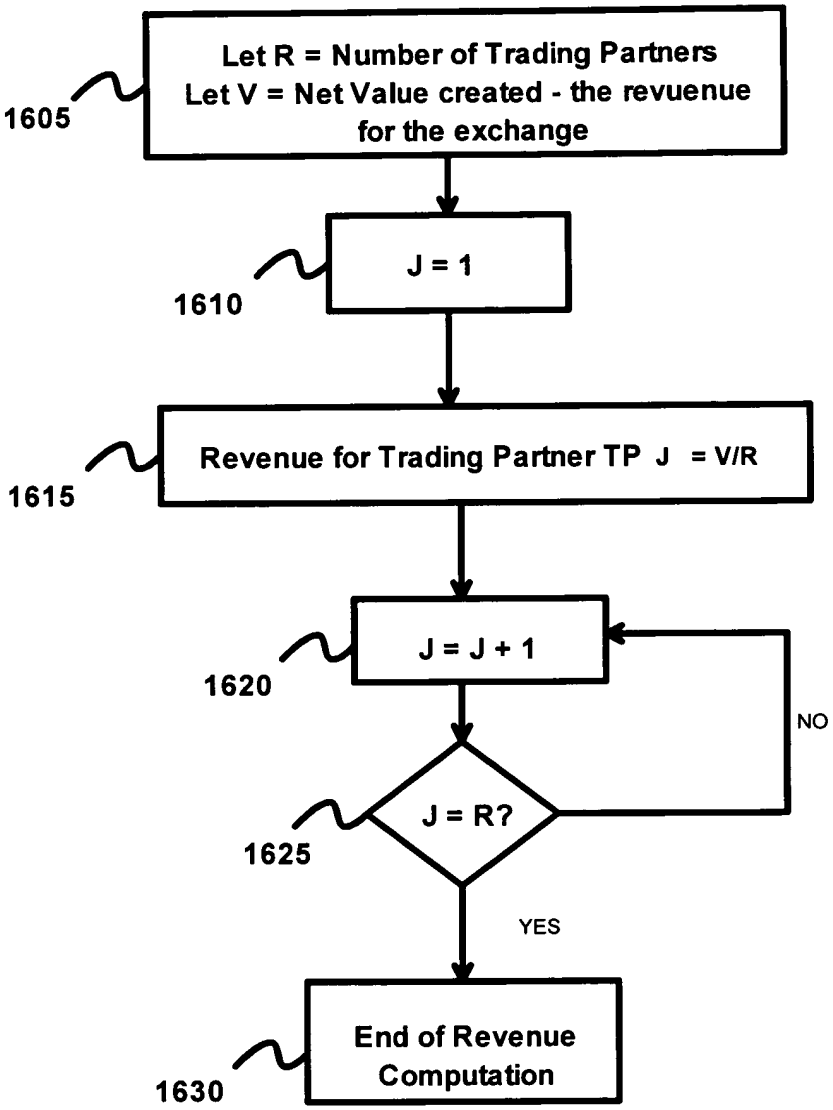 Let R = Number of Trading Partners
Let V = Net Value created - the revuenue
for the exchange
1605
J = 1
1610
Revenue for Trading Partner TP J = V/R
1615
J = J + 1
1620
NO
J = R?
1625
YES
End of Revenue
Computation
1630